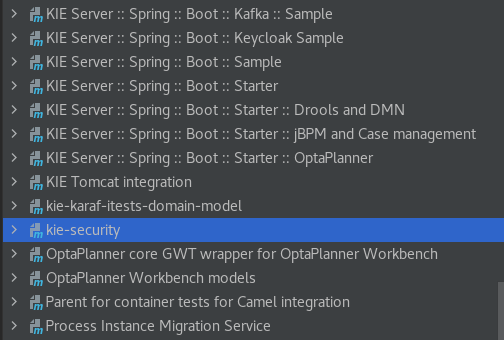 KIE Server :: Spring :: Boot :: Kafka :: Sample
KIE Server :: Spring :: Boot :: Keycloak Sample
KIE Server :: Spring :: Boot :: Sample
KIE Server :: Spring :: Boot :: Starter
KIE Server :: Spring :: Boot :: Starter :: Drools and DMN
KIE Server :: Spring :: Boot :: Starter :: jBPM and Case management
KIE Server :: Spring :: Boot :: Starter :: OptaPlanner
KIE Tomcat integration
kie-karaf-itests-domain-model
kie-security
OptaPlanner core GWT wrapper for OptaPlanner Workbench
OptaPlanner Workbench models
Parent for container tests for Camel integration
Process Instance Migration Service